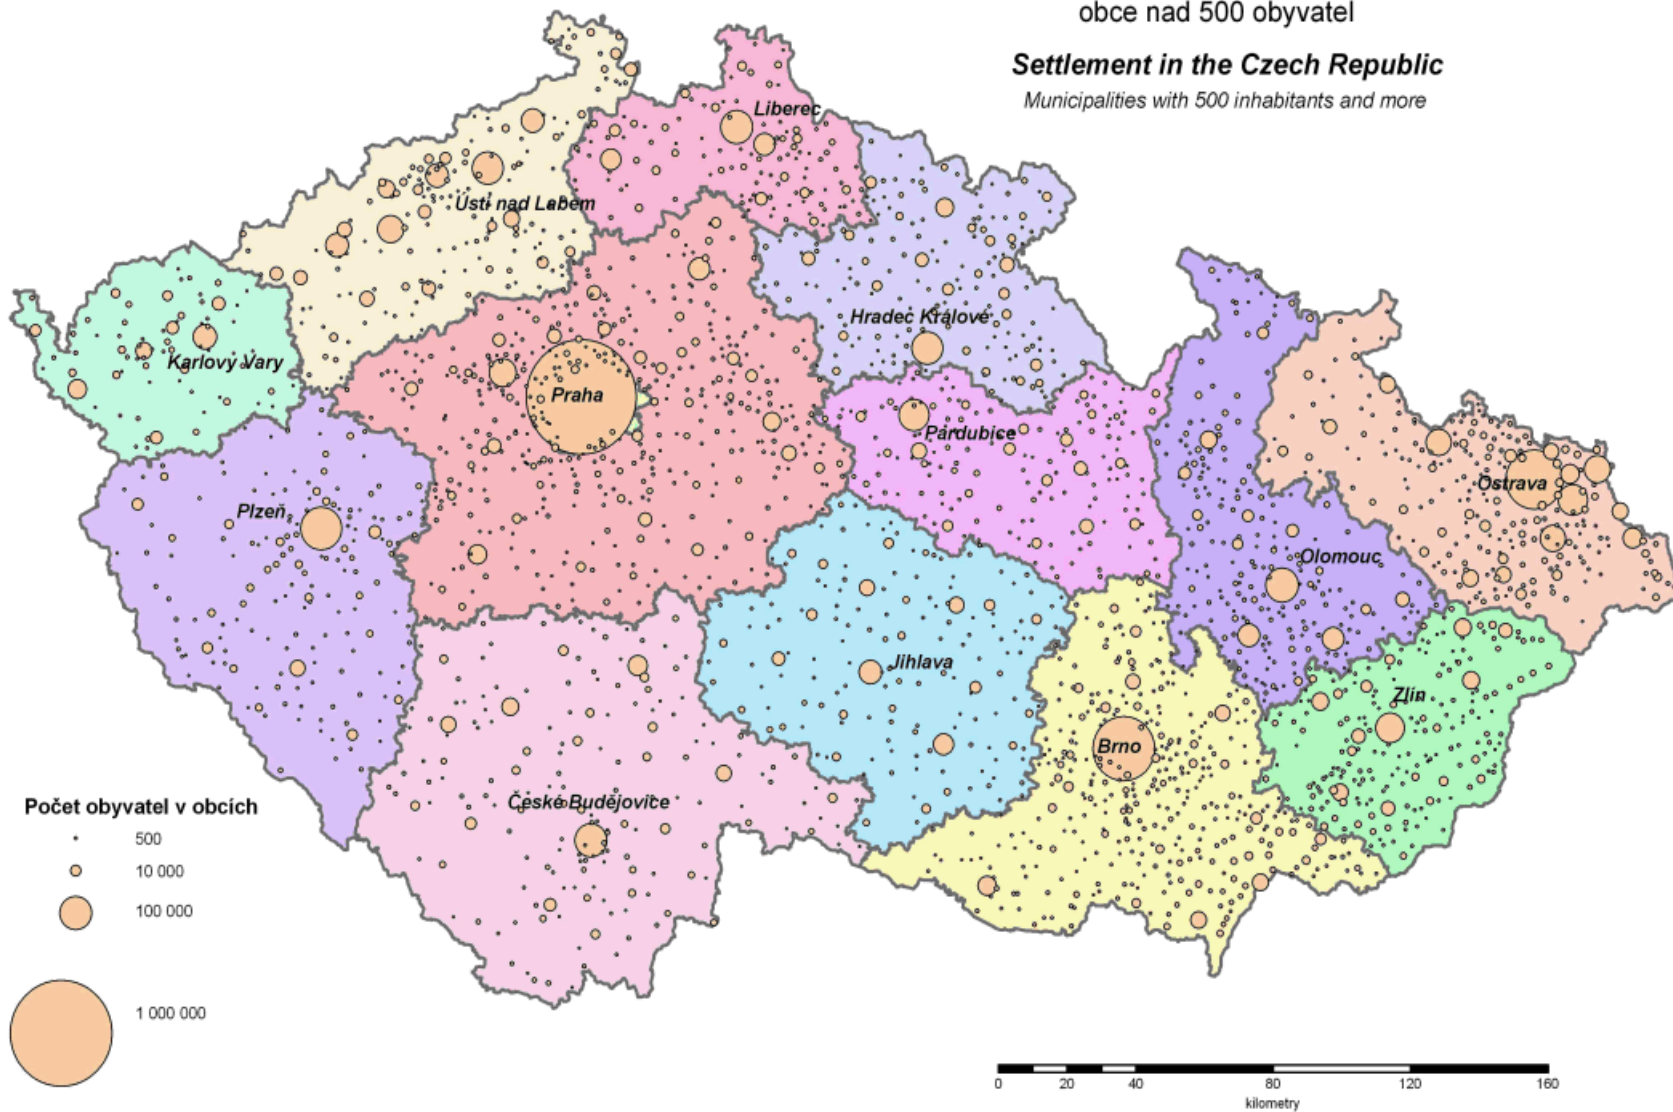 obce nad 500 obyvatel
Settlement in the Czech Republic
Municipalities with 500 inhabitants and more
Liberec
Ústí nad Labem
Hradec Králové
Karlovy Vary
Praha
Pardubice
Ostrava
Plzeň
Olomouc
Jihlava
Zlín
Brno
České Budějovice
Počet obyvatel v obcích
500
10 000
100 000
1 000 000
0 20 40 80 120 160
kilometry